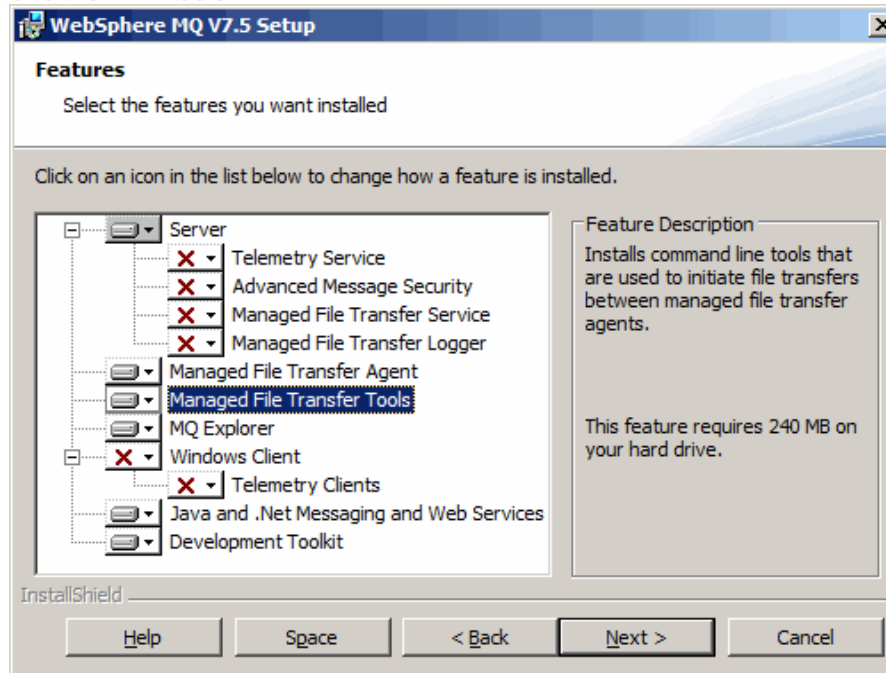 WebSphere MQ V7.5 Setup
Features
Select the features you want installed
Click on an icon in the list below to change how a feature is installed.
Server
Telemetry Service
Advanced Message Security
Managed File Transfer Service
Managed File Transfer Logger
Managed File Transfer Agent
Managed File Transfer Tools
MQ Explorer
Windows Client
Telemetry Clients
Java and .Net Messaging and Web Services
Development Toolkit
Feature Description
Installs command line tools that
are used to initiate file transfers
between managed file transfer
agents.
This feature requires 240 MB on
your hard drive.
InstallShield
Help
Space
< Back
Next >
Cancel